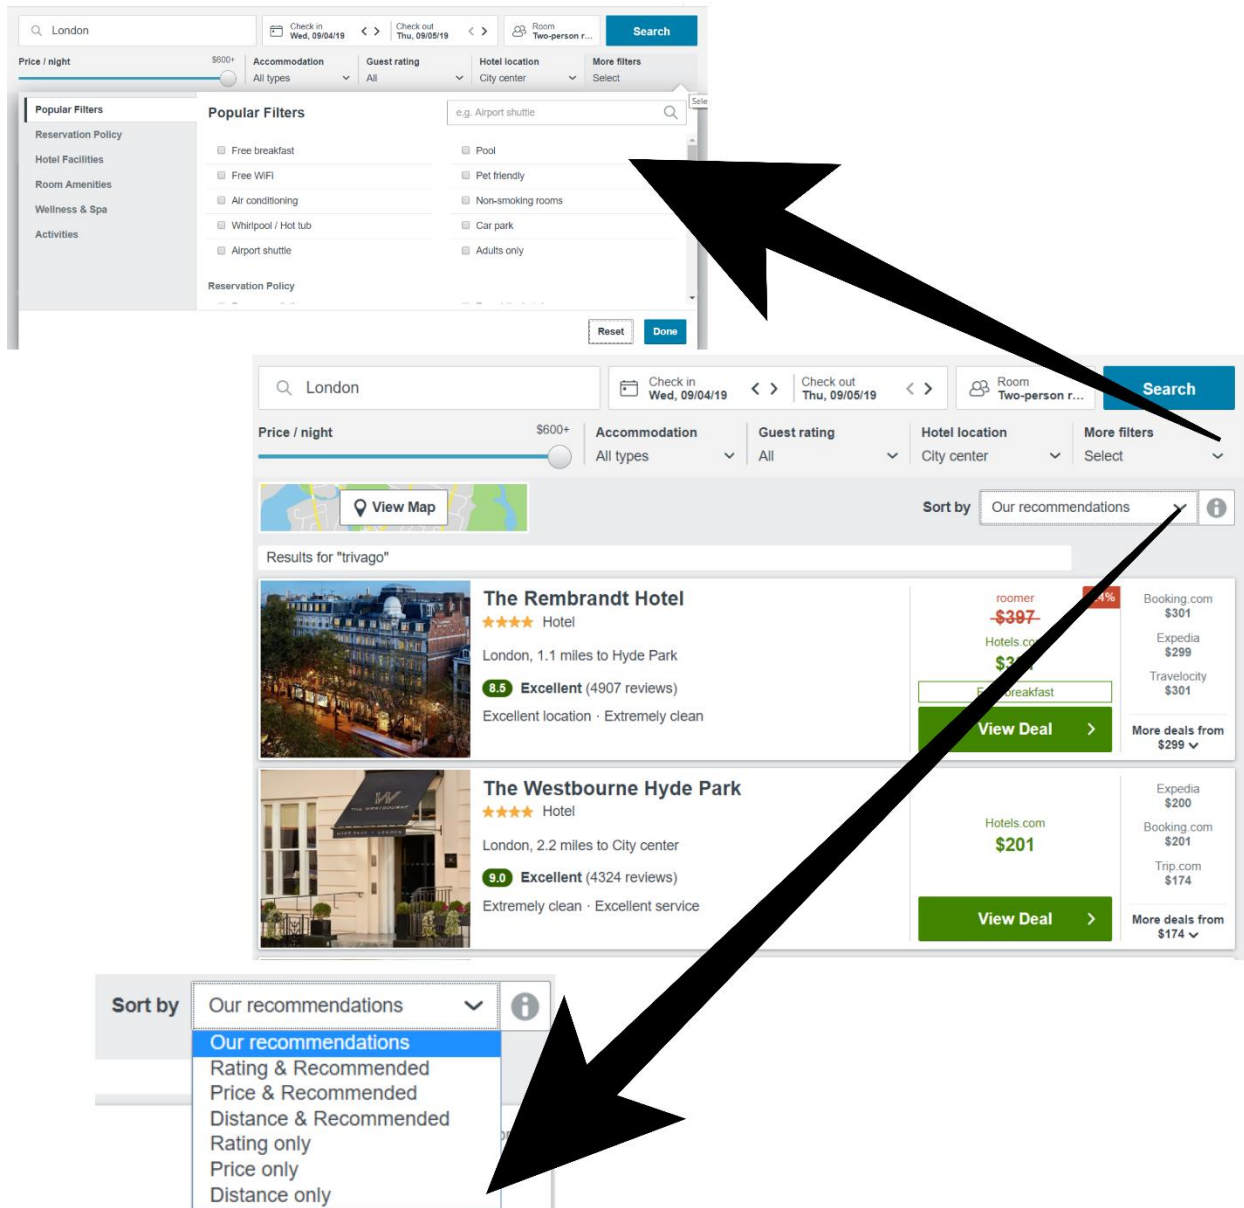 London
Check in
Wed, 09/04/19
Check out
Thu, 09/05/19
Room
Two-person r...
Search
Price / night
$600+
Accommodation
All types
Guest rating
All
Hotel location
City center
More filters
Select
Popular Filters
Reservation Policy
Hotel Facilities
Room Amenities
Wellness & Spa
Activities
Popular Filters
e.g. Airport shuttle
Sele
Free breakfast
Pool
Free WiFi
Pet friendly
Air conditioning
Non-smoking rooms
Whirlpool / Hot tub
Car park
Airport shuttle
Adults only
Reservation Policy
Reset
Done
London
Check in
Wed, 09/04/19
Check out
Thu, 09/05/19
Room
Two-person r...
Search
Price / night
$600+
Accommodation
All types
Guest rating
All
Hotel location
City center
More filters
Select
View Map
Sort by
Our recommendations
Results for "trivago"
The Rembrandt Hotel
Hotel
London, 1.1 miles to Hyde Park
8.5 Excellent (4907 reviews)
Excellent location · Extremely clean
roomer
$397
Hotels.co
breakfast
View Deal
Booking.com
$301
Expedia
$299
Travelocity
$301
More deals from
$299
The Westbourne Hyde Park
Hotel
London, 2.2 miles to City center
9.0 Excellent (4324 reviews)
Extremely clean · Excellent service
Hotels.com
$201
View Deal
Expedia
$200
Booking.com
$201
Trip.com
$174
More deals from
$174
W
THE WESTBOURNE
HYDE PARK · LONDON
Sort by
Our recommendations
Our recommendations
Rating & Recommended
Price & Recommended
Distance & Recommended
Rating only
Price only
Distance only